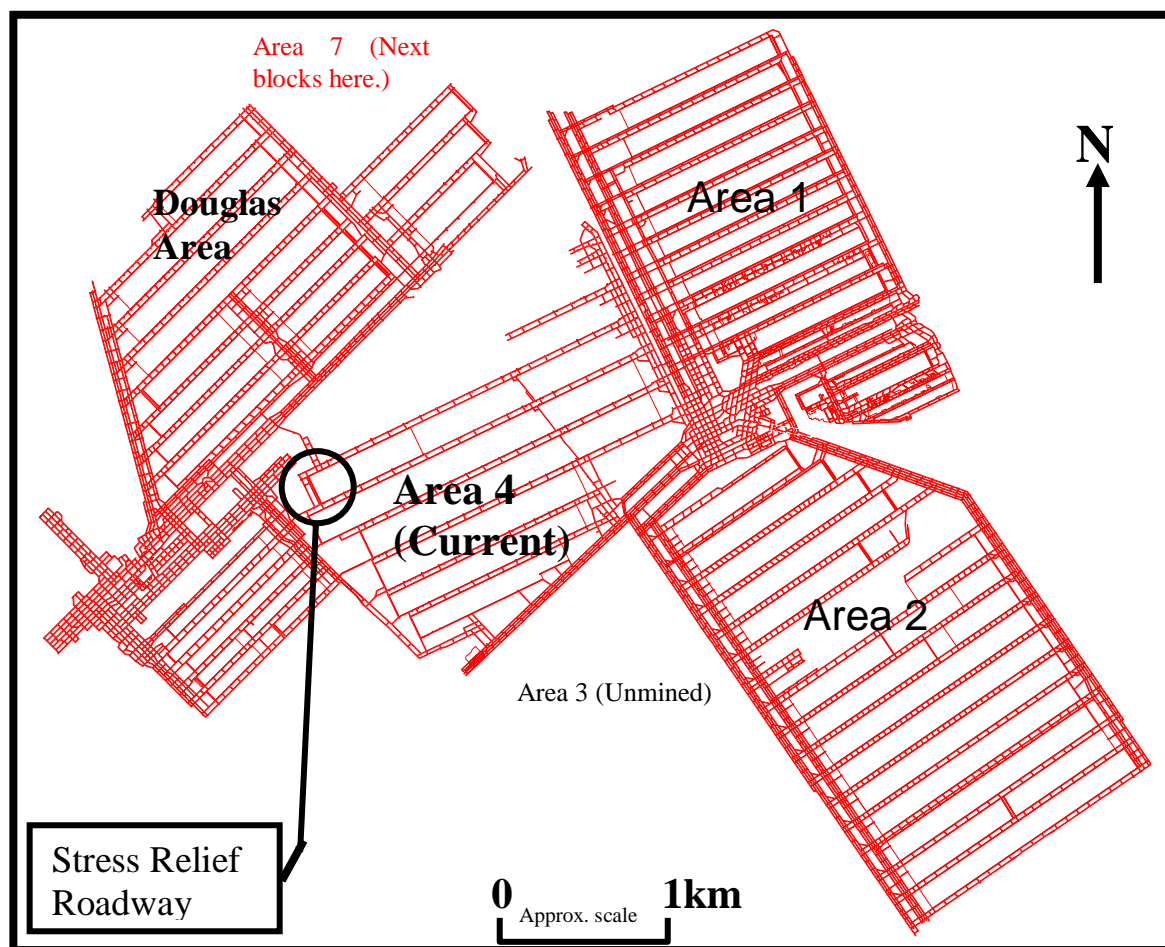 Area 7 (Next
blocks here.)
N
Douglas
Area
Area 1
Area 4
(Current)
Area 2
Area 3 (Unmined)
Stress Relief
Roadway
0 1km
Approx. scale